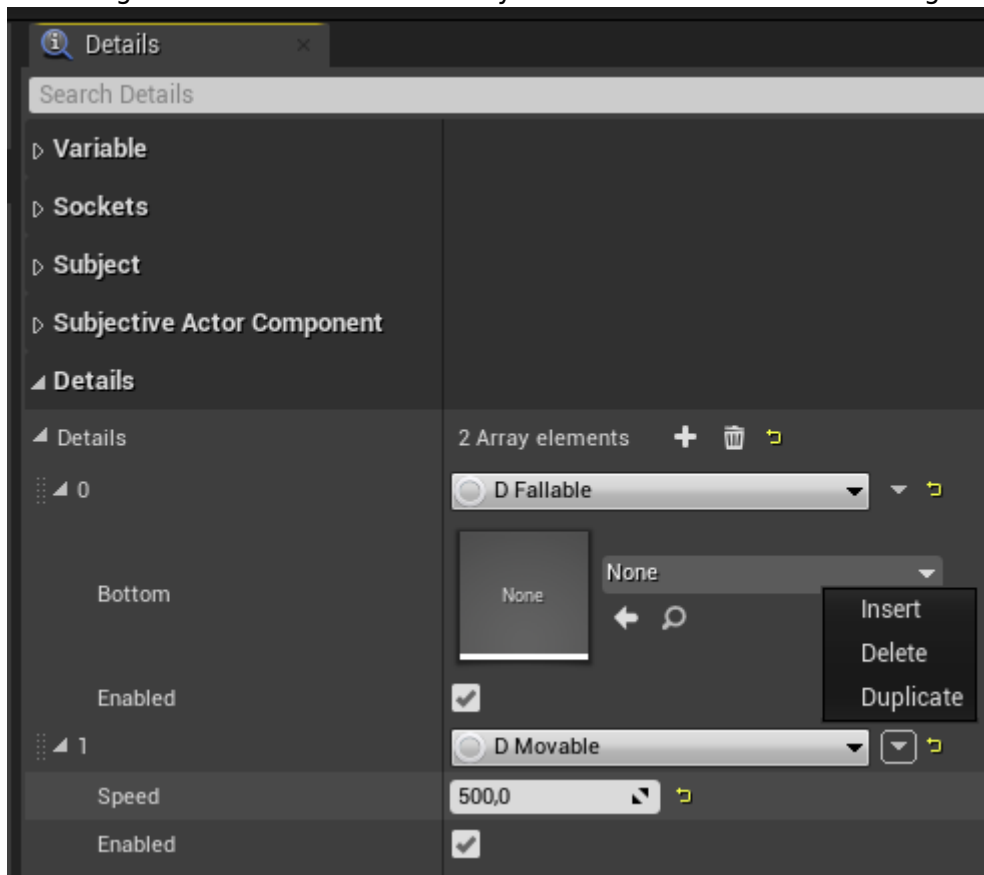 Details
Search Details
Variable
Sockets
Subject
Subjective Actor Component
Details
Details 2 Array elements
0 D Fallable
Bottom None None
Insert
Delete
Enabled Duplicate
1 D Movable
Speed 500,0
Enabled